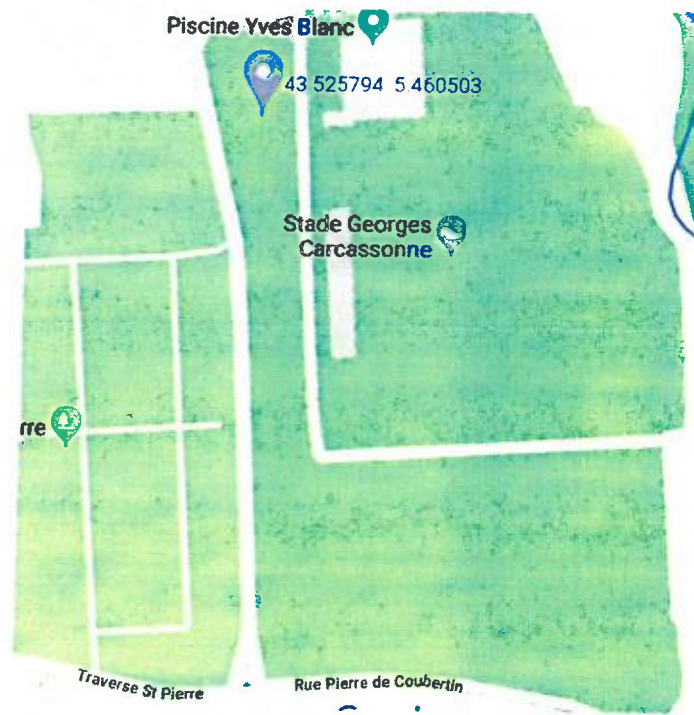 Piscine Yves Blanc
43 525794 5.460503
Stade Georges
Carcassonne
rre
Traverse St Pierre
Rue Pierre de Coubertin